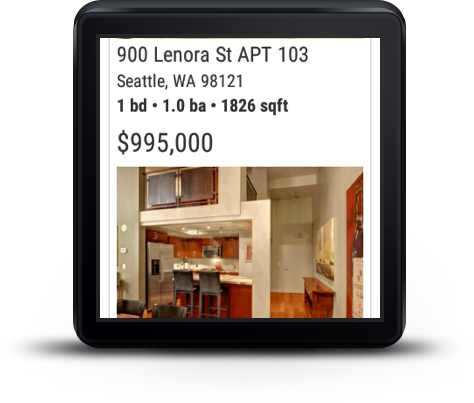 900 Lenora St APT 103
Seattle, WA 98121
1 bd • 1.0 ba • 1826 sqft
$995,000